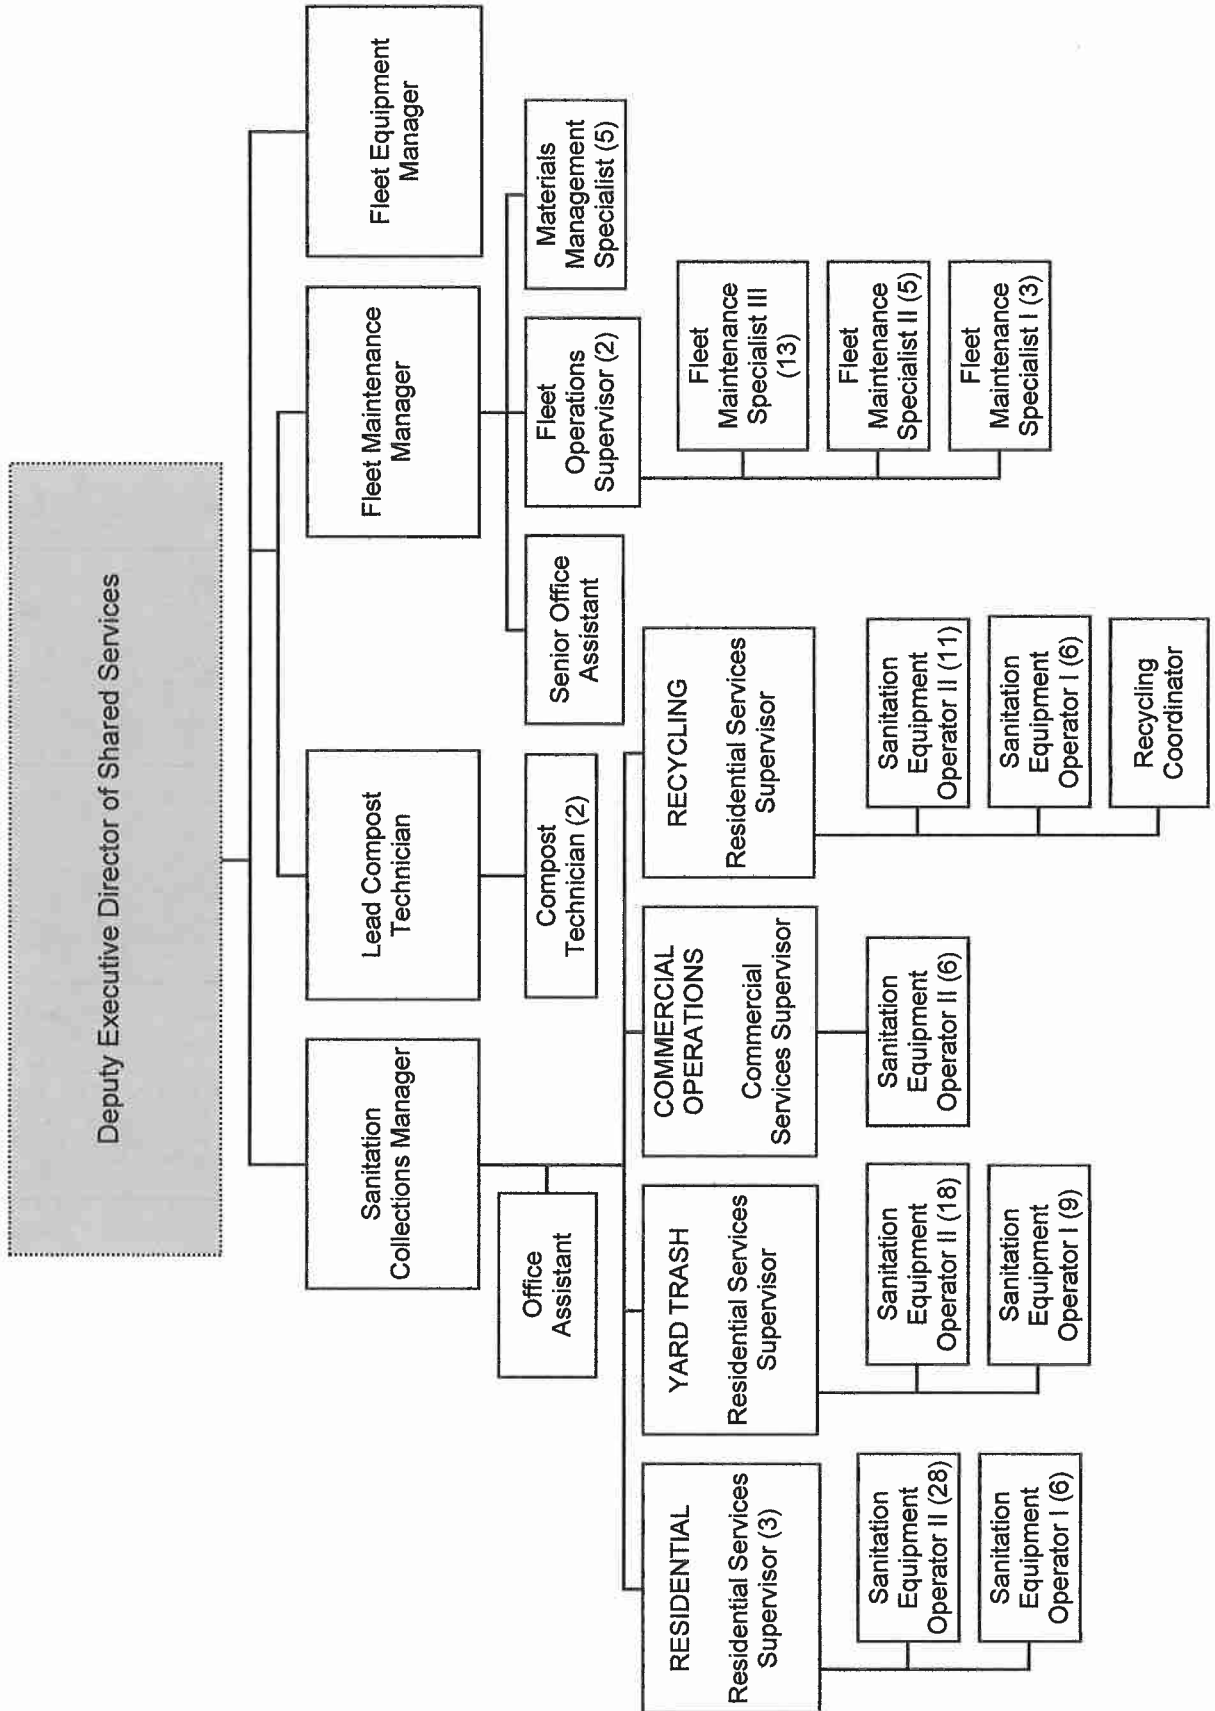 Deputy Executive Director of Shared Services
Sanitation
Collections Manager
Lead Compost
Technician
Fleet Maintenance
Manager
Fleet Equipment
Manager
Office
Assistant
Compost
Technician (2)
Senior Office
Assistant
Fleet
Operations
Supervisor (2)
Materials
Management
Specialist (5)
Fleet
Maintenance
Specialist III
(13)
Fleet
Maintenance
Specialist II (5)
Fleet
Maintenance
Specialist I (3)
RESIDENTIAL
Residential Services
Supervisor (3)
Sanitation
Equipment
Operator II (28)
Sanitation
Equipment
Operator I (6)
YARD TRASH
Residential Services
Supervisor
Sanitation
Equipment
Operator II (18)
Sanitation
Equipment
Operator I (9)
COMMERCIAL
OPERATIONS
Commercial
Services Supervisor
Sanitation
Equipment
Operator II (6)
RECYCLING
Residential Services
Supervisor
Sanitation
Equipment
Operator II (11)
Sanitation
Equipment
Operator I (6)
Recycling
Coordinator